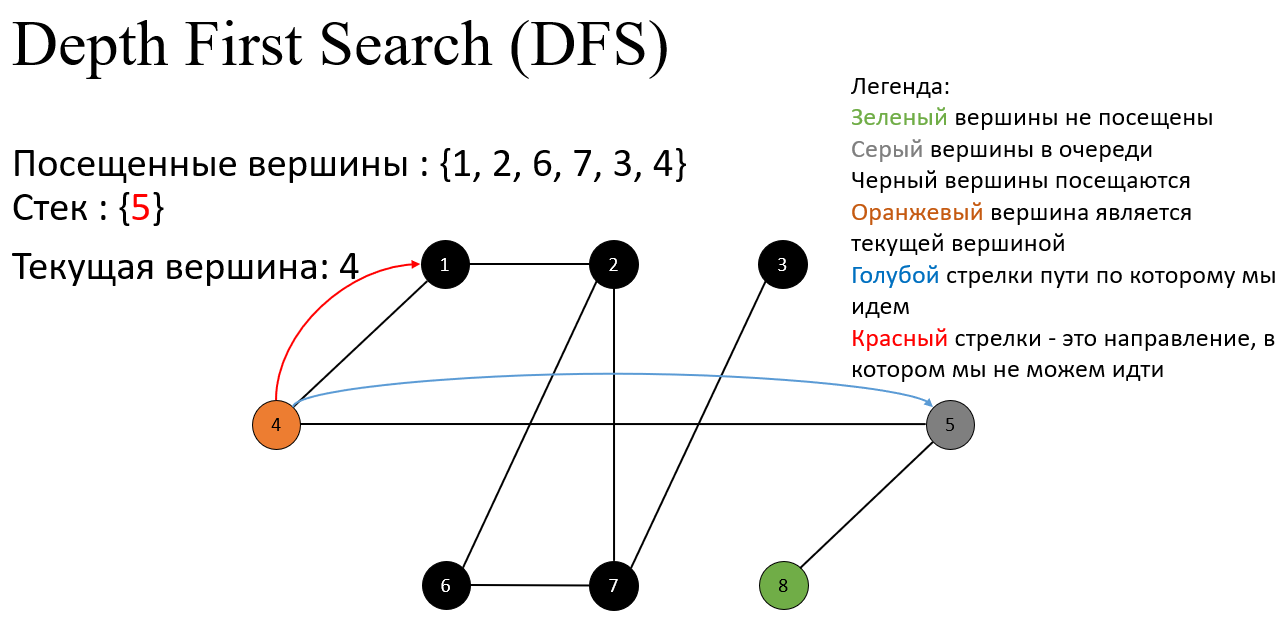 Depth First Search (DFS)
Легенда:
Зеленый вершины не посещены
Серый вершины в очереди
Черный вершины посещаются
Оранжевый вершина является
текущей вершиной
Голубой стрелки пути по которому мы
идем
Красный стрелки - это направление, в
котором мы не можем идти
Посещенные вершины : {1, 2, 6, 7, 3, 4}
Стек : {5}
Текущая вершина: 4
1
2
3
4
5
6
7
8